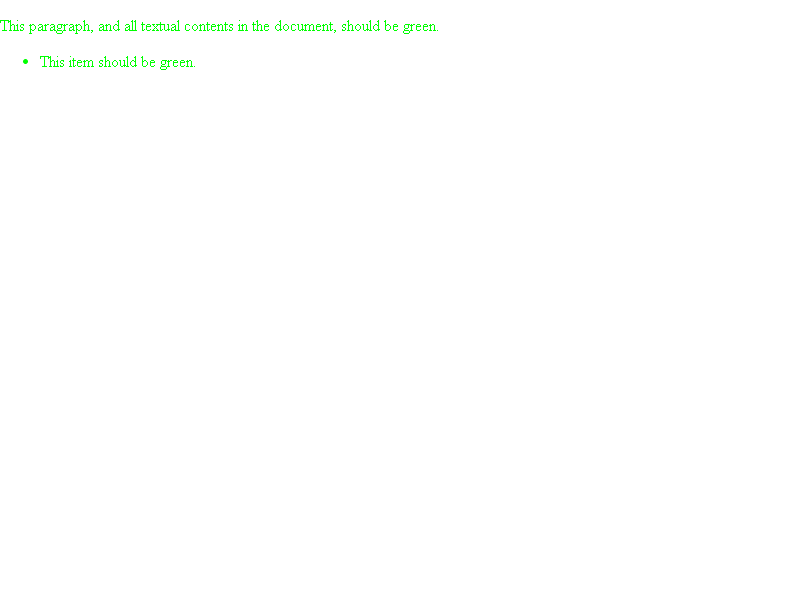 This paragraph, and all textual contents in the document, should be green.
• This item should be green.